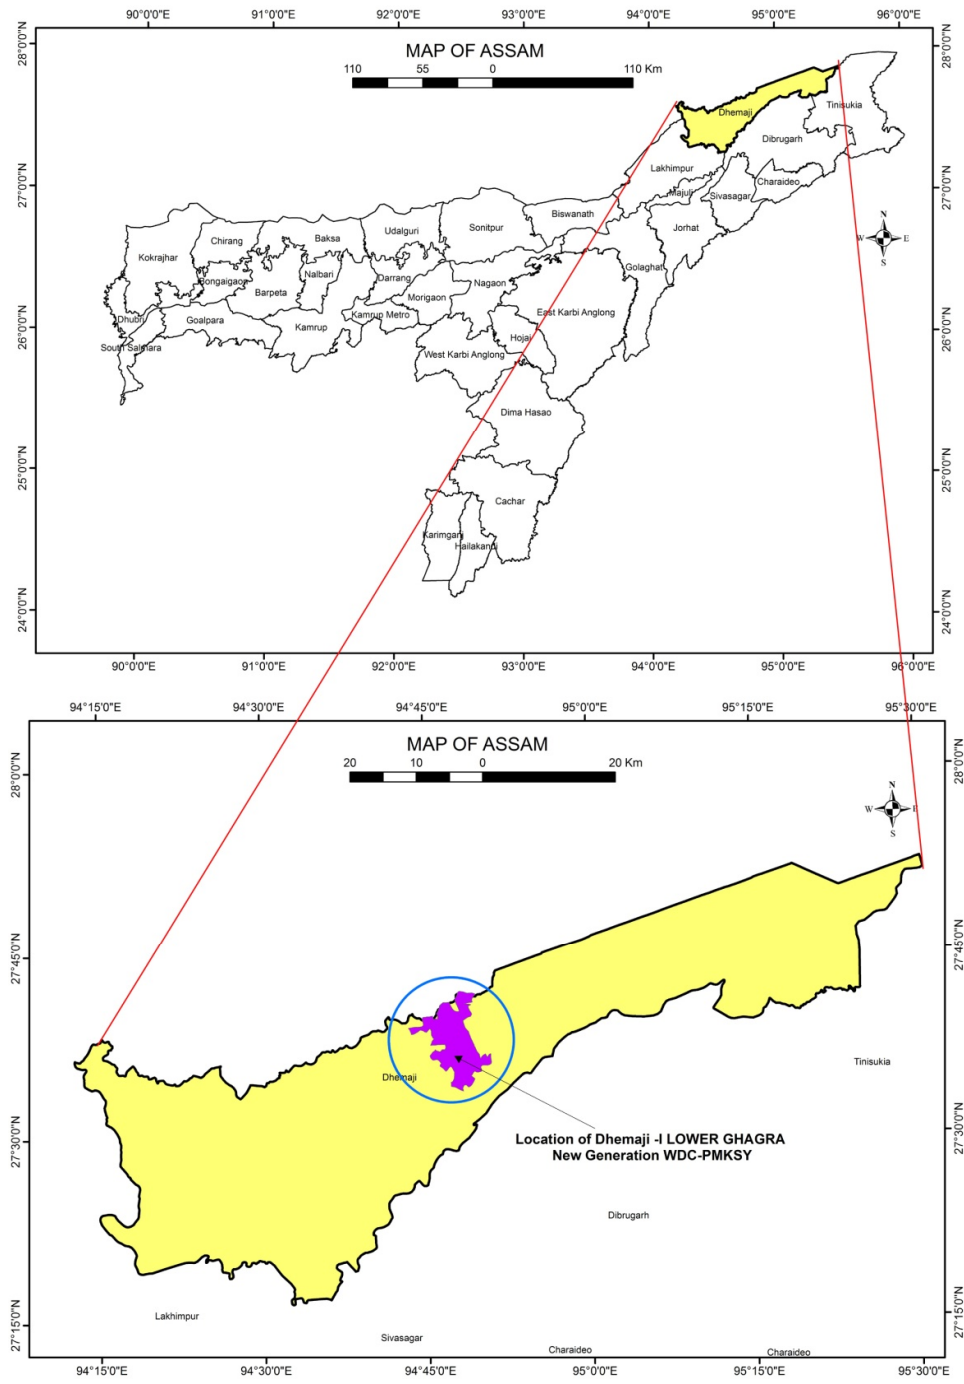 90°0'0"E 91°0'0"E 92°0'0"E 93°0'0"E 94°0'0"E 95°0'0"E 96°0'0"E
MAP OF ASSAM
110 55 0 110 Km
28°0'0"N 28°0'0"N
Dhemaji
Tinisukia
Dibrugarh
Lakhimpur
Charaideo
27°0'0"N 27°0'0"N
Majuli
Sivasagar
Biswanath
Jorhat
Sonitpur
Udalguri
N
W E
S
Baksa
Chirang
Kokrajhar
Golaghat
Nalbari
Darrang
Bongaigaon
Nagaon
Barpeta
Morigaon
East Karbi Anglong
Kamrup Metro
Dhubri
Goalpara
Kamrup
26°0'0"N 26°0'0"N
Hojai
South Salmara
West Karbi Anglong
Dima Hasao
25°0'0"N 25°0'0"N
Cachar
Karimganj
Hailakandi
24°0'0"N 24°0'0"N
90°0'0"E 91°0'0"E 92°0'0"E 93°0'0"E 94°0'0"E 95°0'0"E 96°0'0"E
94°15'0"E 94°30'0"E 94°45'0"E 95°0'0"E 95°15'0"E 95°30'0"E
MAP OF ASSAM
20 10 0 20 Km
28°0'0"N 28°0'0"N
N
W E
S
27°45'0"N 27°45'0"N
Tinisukia
Dhemaji
27°30'0"N 27°30'0"N
Location of Dhemaji -I LOWER GHAGRA
New Generation WDC-PMKSY
Dibrugarh
27°15'0"N 27°15'0"N
Lakhimpur
Sivasagar
Charaideo Charaideo
94°15'0"E 94°30'0"E 94°45'0"E 95°0'0"E 95°15'0"E 95°30'0"E